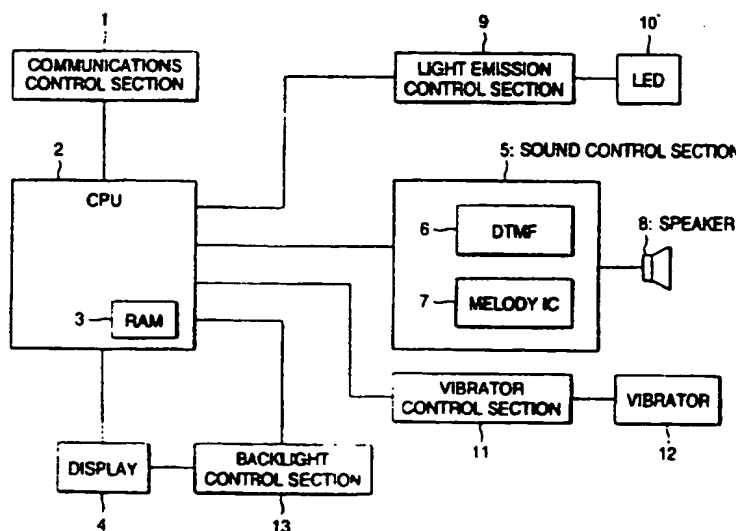 1
COMMUNICATIONS
CONTROL SECTION
9
LIGHT EMISSION
CONTROL SECTION
10
LED
2
CPU
3
RAM
5: SOUND CONTROL SECTION
6
DTMF
7
MELODY IC
8: SPEAKER
VIBRATOR
CONTROL SECTION
11
VIBRATOR
12
DISPLAY
4
BACKLIGHT
CONTROL SECTION
13